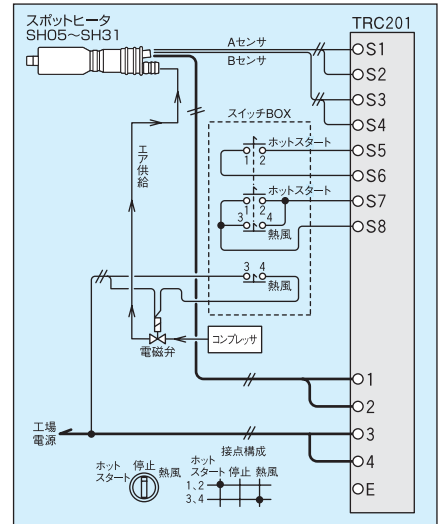 スポットヒータ
SH05～SH31
TRC201
Aセンサ
Bセンサ
S1
S2
S3
S4
S5
S6
S7
S8
スイッチBOX
ホットスタート
1 2
ホットスタート
1 2
3 4
熱風
3 4
熱風
エア供給
電磁弁
コンプレッサ
1
2
3
4
E
工場
電源
ホット
スタート
停止
熱風
接点構成
ホット
スタート 停止 熱風
1、2
3、4